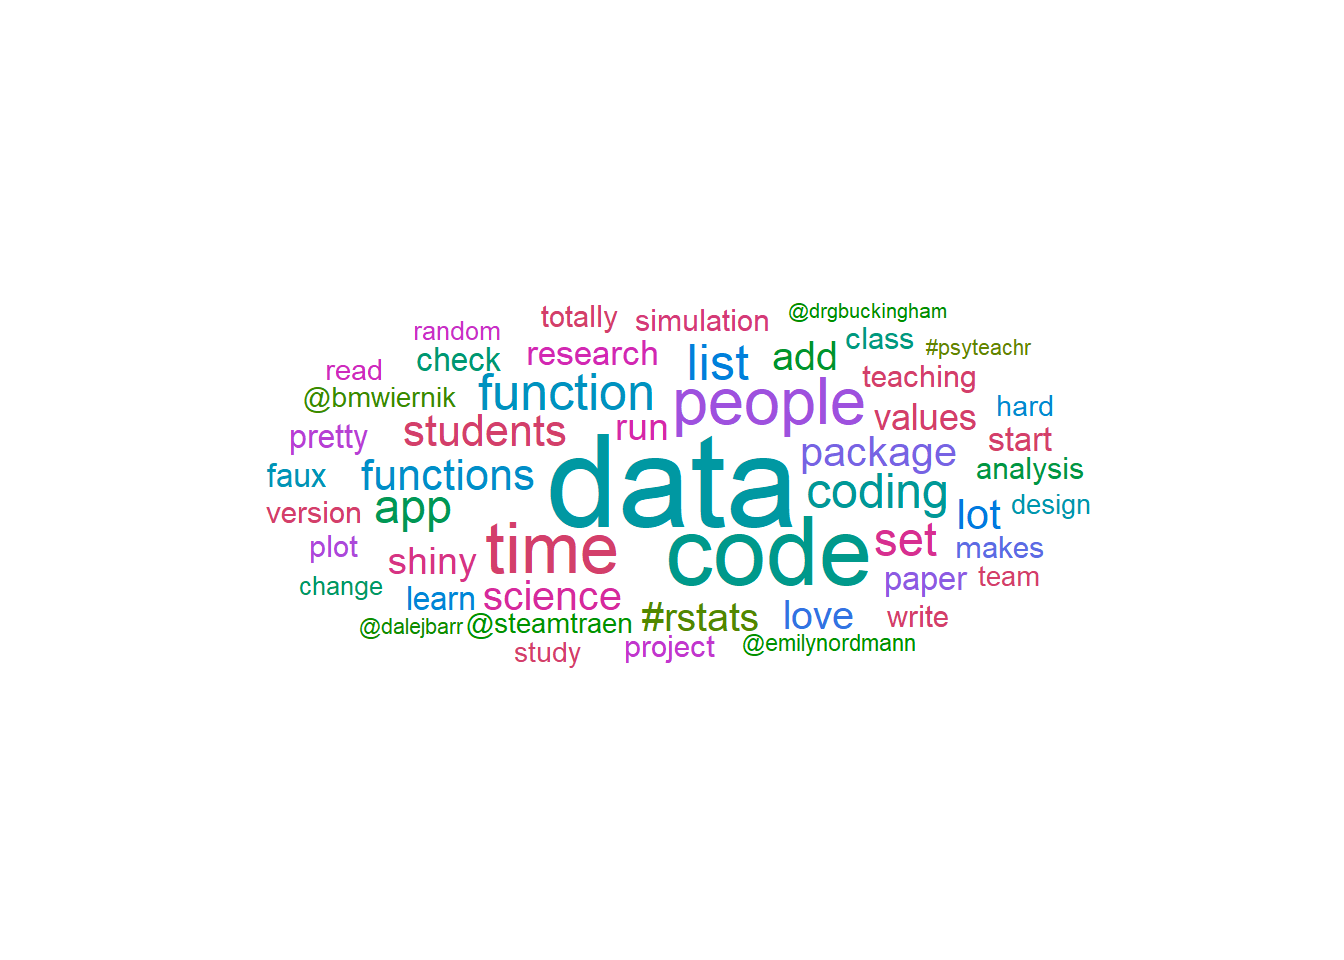 totally
simulation
@drgbuckingham
random
check
research
list
add
class
#psyteachr
read
@bmwiernik
function
people
teaching
hard
pretty
students
run
values
start
faux
functions
data
package
analysis
version
app
coding
lot
design
plot
shiny
time
code
set
makes
change
learn
science
paper
team
@dalejbarr
@steamtraen
#rstats
love
write
study
project
@emilynordmann